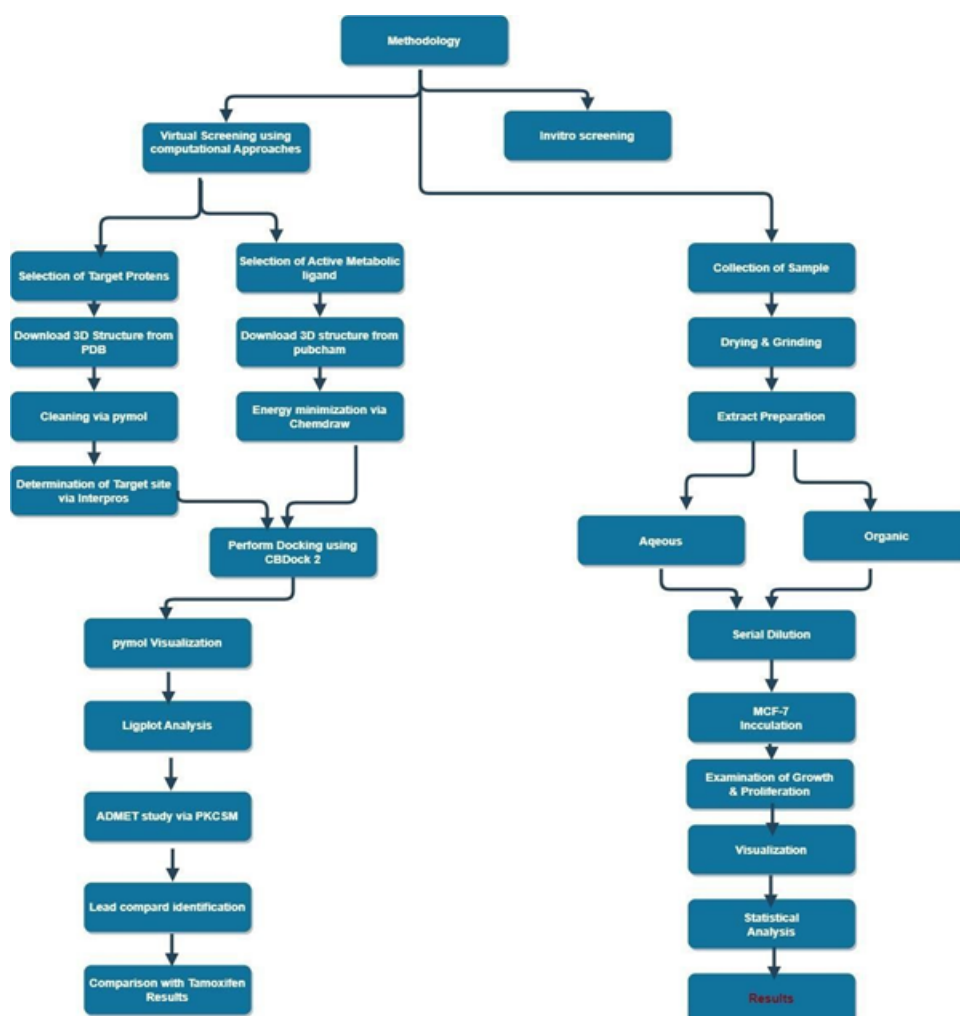 Methodology
Virtual Screening using
computational Approaches
Invitro screening
Selection of Target Protens
Selection of Active Metabolic
ligand
Collection of Sample
Download 3D Structure from
PDB
Download 3D structure from
pubcham
Drying & Grinding
Cleaning via pymol
Energy minimization via
Chemdraw
Extract Preparation
Determination of Target site
via Interpros
Perform Docking using
CBDock 2
Aqeous
Organic
pymol Visualization
Serial Dilution
Ligplot Analysis
MCF-7
Incculation
Examination of Growth
& Proliferation
ADMET study via PKCSM
Visualization
Lead compard identification
Statistical
Analysis
Comparison with Tamoxifen
Results
Results